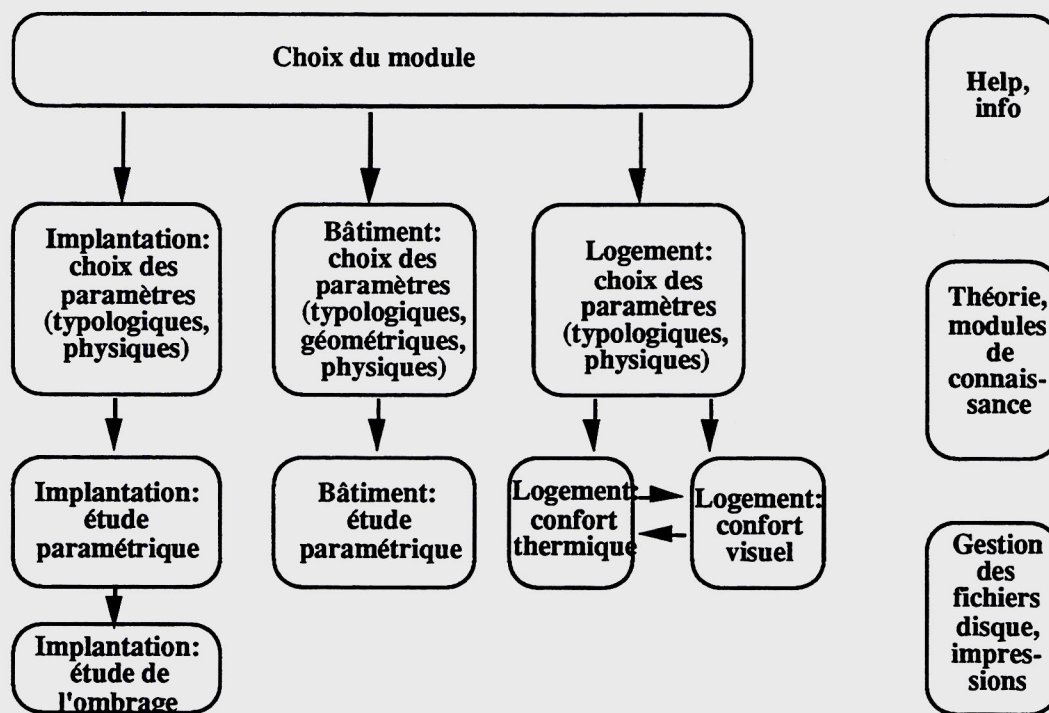 Choix du module
Help,
info
Implantation:
choix des
paramètres
(typologiques,
physiques)
Bâtiment:
choix des
paramètres
(typologiques,
géométriques,
physiques)
Logement:
choix des
paramètres
(typologiques,
physiques)
Théorie,
modules
de
connais-
sance
Implantation:
étude
paramétrique
Bâtiment:
étude
paramétrique
Logement:
confort
thermique
Logement:
confort
visuel
Gestion
des
fichiers
disque,
impres-
sions
Implantation:
étude de
l'ombrage